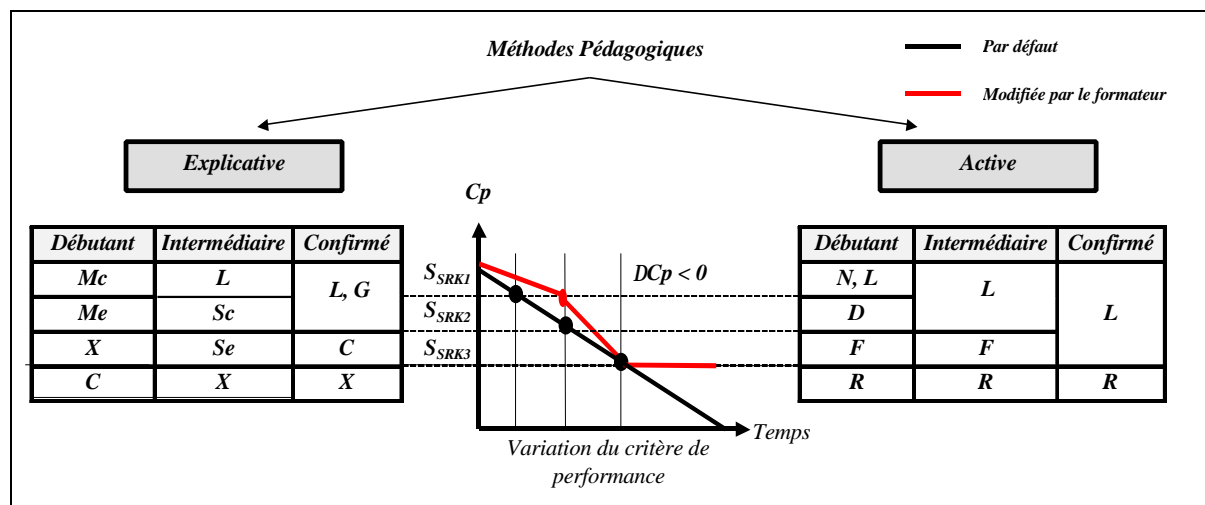 Méthodes Pédagogiques
Par défaut
Modifiée par le formateur
Explicative
Active
Cp
Débutant Intermédiaire Confirmé
Mc L L, G
Me Sc
X Se C
C X X
S_SRK1
S_SRK2
S_SRK3
DCp < 0
Débutant Intermédiaire Confirmé
N, L L L
D
F F
R R R
Temps
Variation du critère de
performance